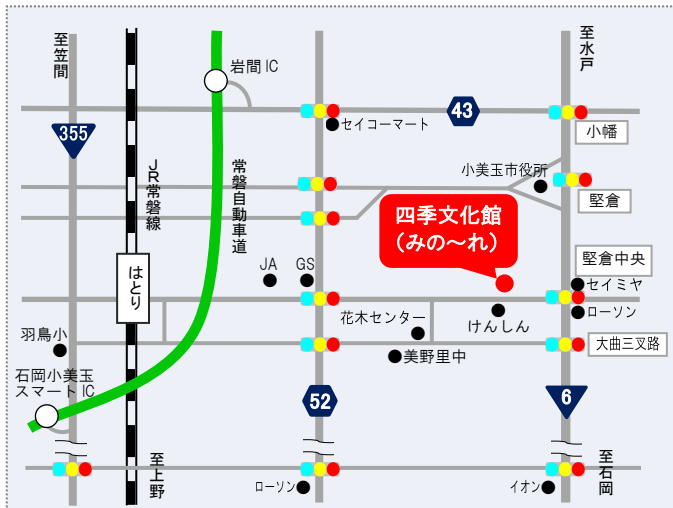 至笠間
岩間IC
至水戸
43
355
セイコーマート
小幡
JR常磐線
常磐自動車道
小美玉市役所
堅倉
四季文化館
(みの～れ)
はとり
JA
GS
堅倉中央
セイミヤ
ローソン
花木センター
けんしん
羽鳥小
美野里中
大曲三叉路
石岡小美玉
スマートIC
52
6
至上野
ローソン
イオン
至石岡